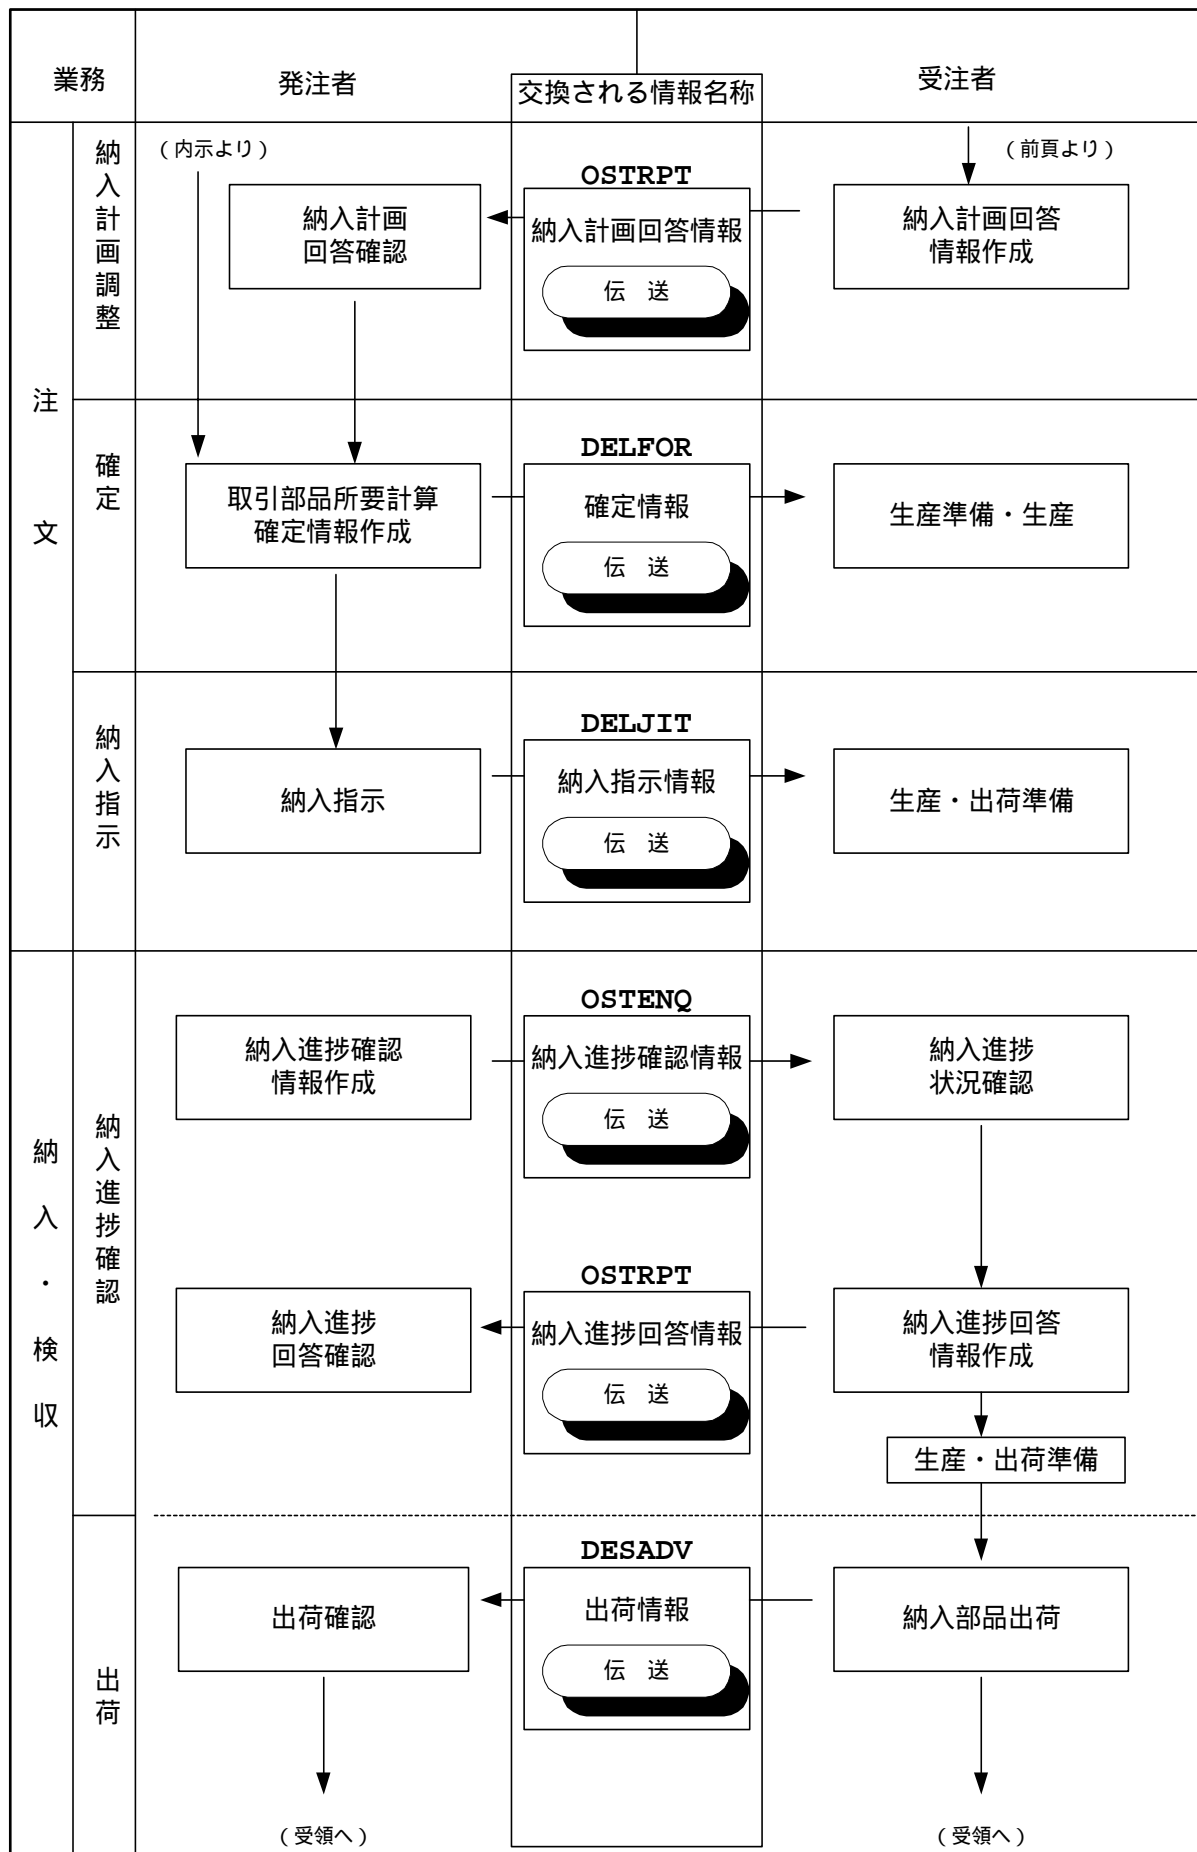 業務
発注者
交換される情報名称
受注者
注文
納入計画調整
(内示より)
(前頁より)
OSTRPT
納入計画
回答確認
納入計画回答情報
伝 送
納入計画回答
情報作成
確定
DELFOR
取引部品所要計算
確定情報作成
確定情報
伝 送
生産準備・生産
納入指示
DELJIT
納入指示
納入指示情報
伝 送
生産・出荷準備
納入・検収
納入進捗確認
OSTENQ
納入進捗確認
情報作成
納入進捗確認情報
伝 送
納入進捗
状況確認
OSTRPT
納入進捗
回答確認
納入進捗回答情報
伝 送
納入進捗回答
情報作成
生産・出荷準備
出荷
DESADV
出荷確認
出荷情報
伝 送
納入部品出荷
(受領へ)
(受領へ)